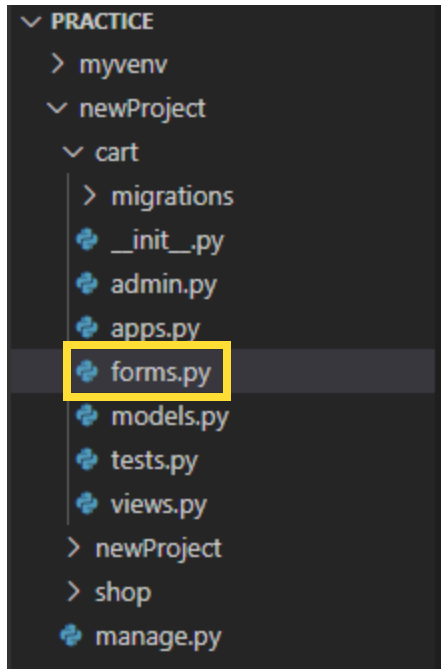 PRACTICE
myvenv
newProject
cart
migrations
__init__.py
admin.py
apps.py
forms.py
models.py
tests.py
views.py
newProject
shop
manage.py